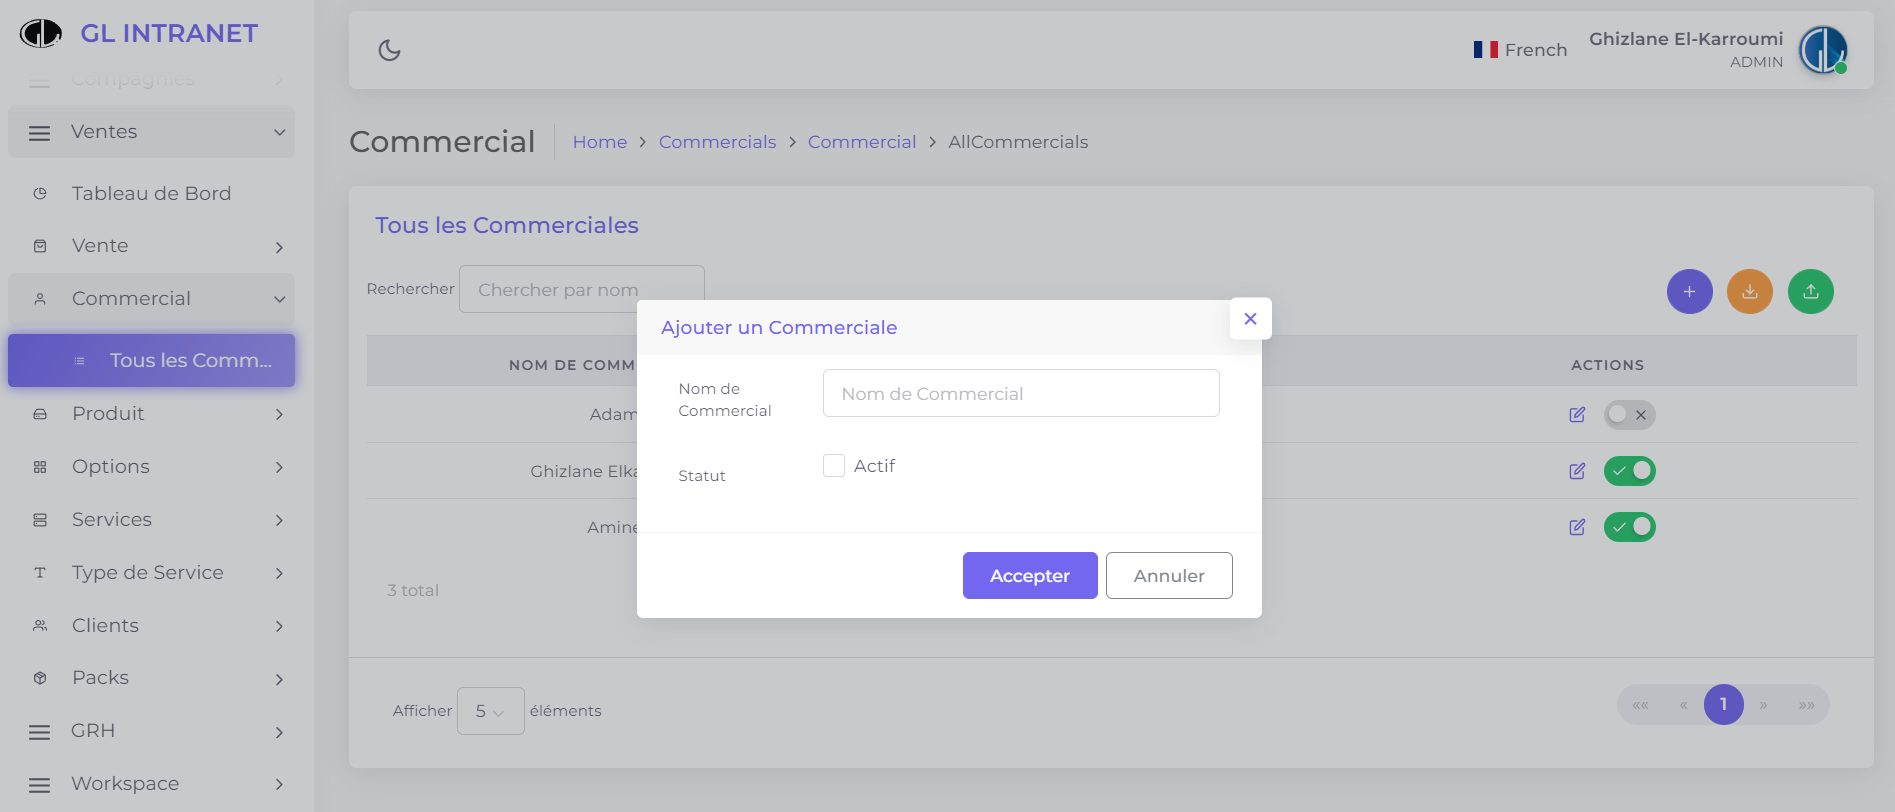 GL INTRANET
Compagnies
Ventes
Tableau de Bord
Vente
Commercial
Tous les Comm...
Produit
Options
Services
Type de Service
Clients
Packs
GRH
Workspace
French
Ghizlane El-Karroumi
ADMIN
Commercial
Home > Commercials > Commercial > AllCommercials
Tous les Commerciales
Rechercher Chercher par nom
NOM DE COMM ACTIONS
Adam
Ghizlane Elka
Amine
3 total
Ajouter un Commerciale
Nom de
Commercial
Nom de Commercial
Statut
Actif
Accepter Annuler
Afficher 5 éléments
«« « 1 » »»